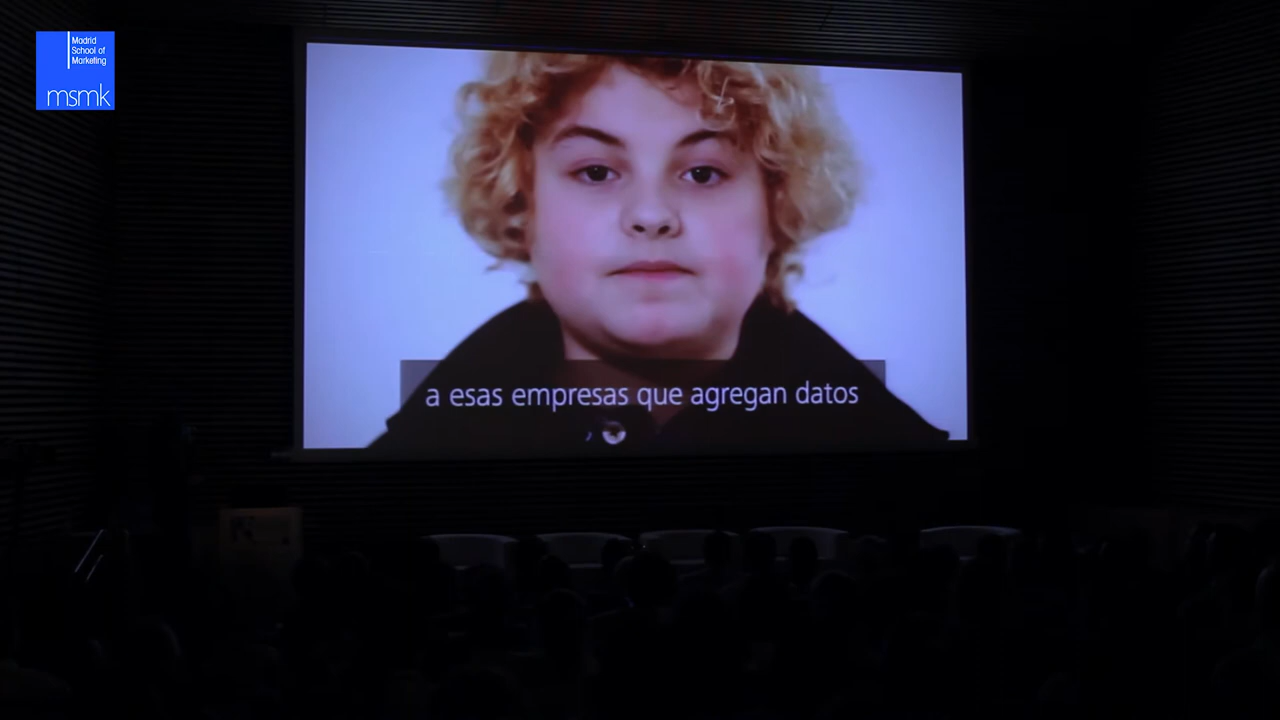 Madrid
School of
Marketing
msmk
a esas empresas que agregan datos